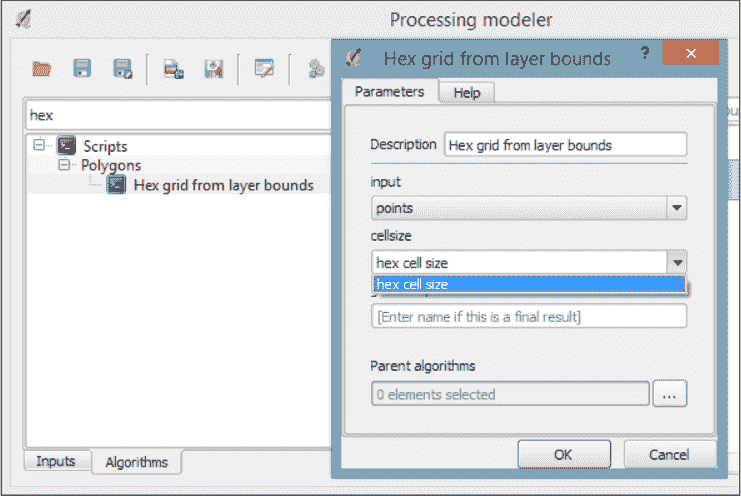 Processing modeler
hex
Scripts
Polygons
Hex grid from layer bounds
Inputs
Algorithms
Hex grid from layer bounds
?
Parameters
Help
Description
Hex grid from layer bounds
input
points
cellsize
hex cell size
hex cell size
[Enter name if this is a final result]
Parent algorithms
0 elements selected
...
OK
Cancel